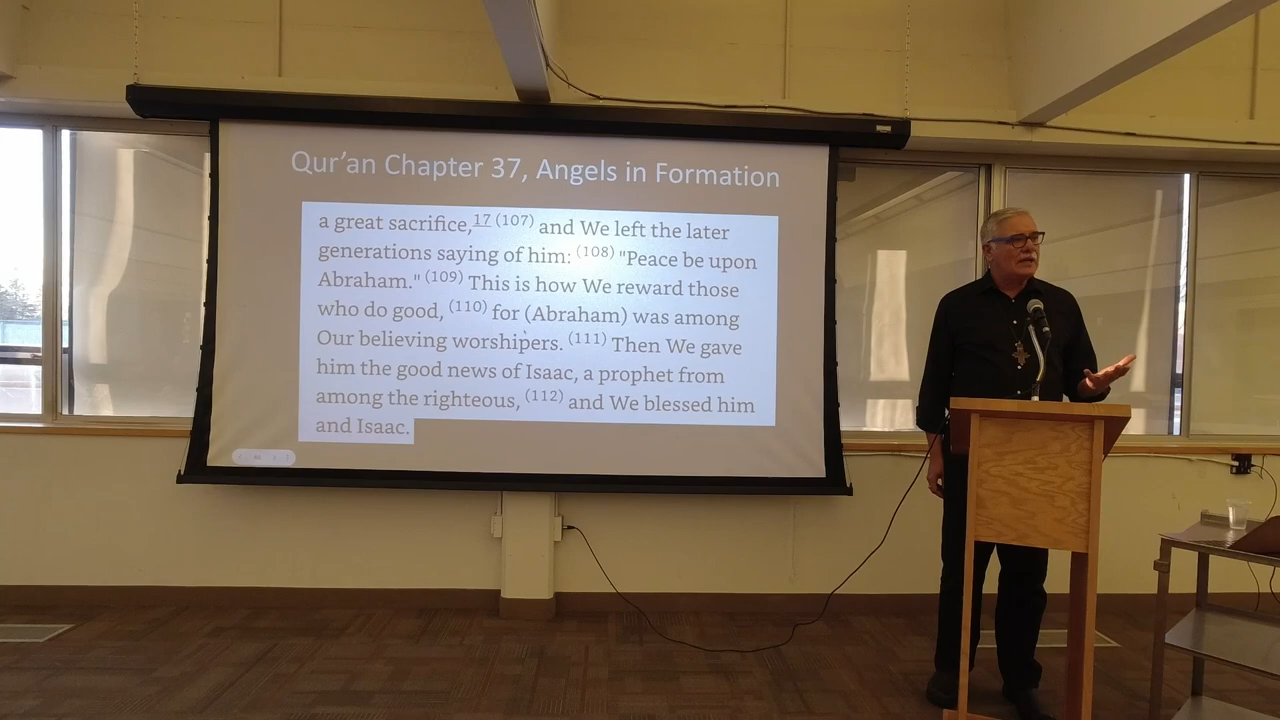 Qur'an Chapter 37, Angels in Formation
a great sacrifice,17 (107) and We left the later
generations saying of him: (108) "Peace be upon
Abraham." (109) This is how We reward those
who do good, (110) for (Abraham) was among
Our believing worshipers. (111) Then We gave
him the good news of Isaac, a prophet from
among the righteous, (112) and We blessed him
and Isaac.